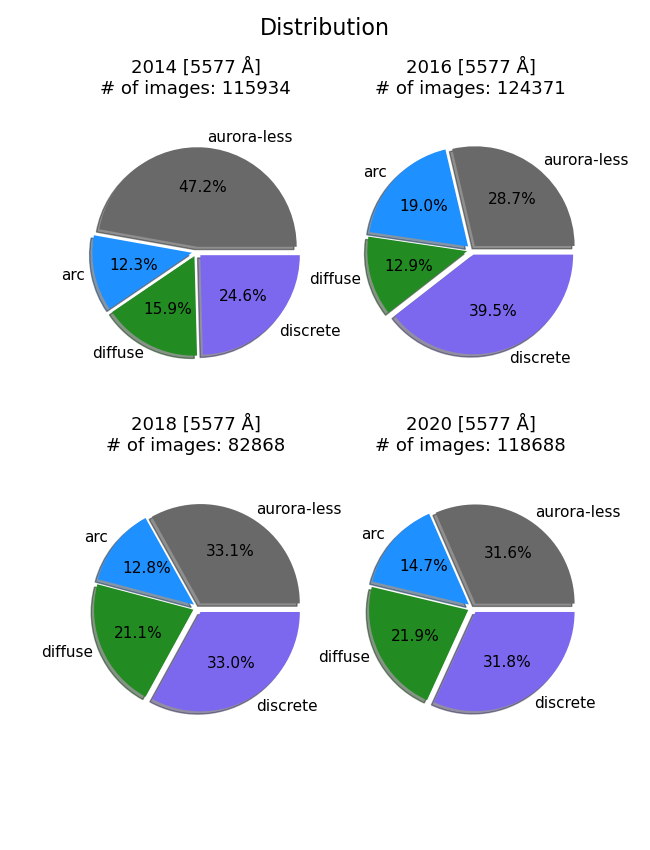 Distribution
2014 [5577 Å]
# of images: 115934
aurora-less
47.2%
arc
12.3%
diffuse
15.9%
discrete
24.6%
2016 [5577 Å]
# of images: 124371
aurora-less
28.7%
arc
19.0%
diffuse
12.9%
discrete
39.5%
2018 [5577 Å]
# of images: 82868
aurora-less
33.1%
arc
12.8%
diffuse
21.1%
discrete
33.0%
2020 [5577 Å]
# of images: 118688
aurora-less
31.6%
arc
14.7%
diffuse
21.9%
discrete
31.8%